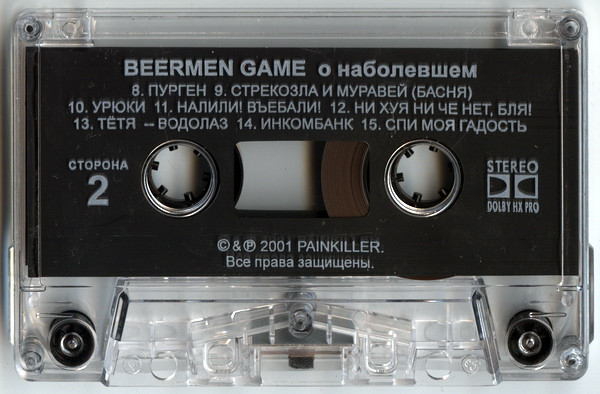 BEERMEN GAME о наболевшем
8. ПУРГЕН 9. СТРЕКОЗЛА И МУРАВЕЙ (БАСНЯ)
10. УРЮКИ 11. НАЛИЛИ! ВЪЕБАЛИ! 12. НИ ХУЯ НИ ЧЕ НЕТ, БЛЯ!
13. ТЁТЯ – ВОДОЛАЗ 14. ИНКОМБАНК 15. СПИ МОЯ ГАДОСТЬ
СТОРОНА
2
STEREO
DOLBY HX PRO
©&℗ 2001 PAINKILLER.
Все права защищены.